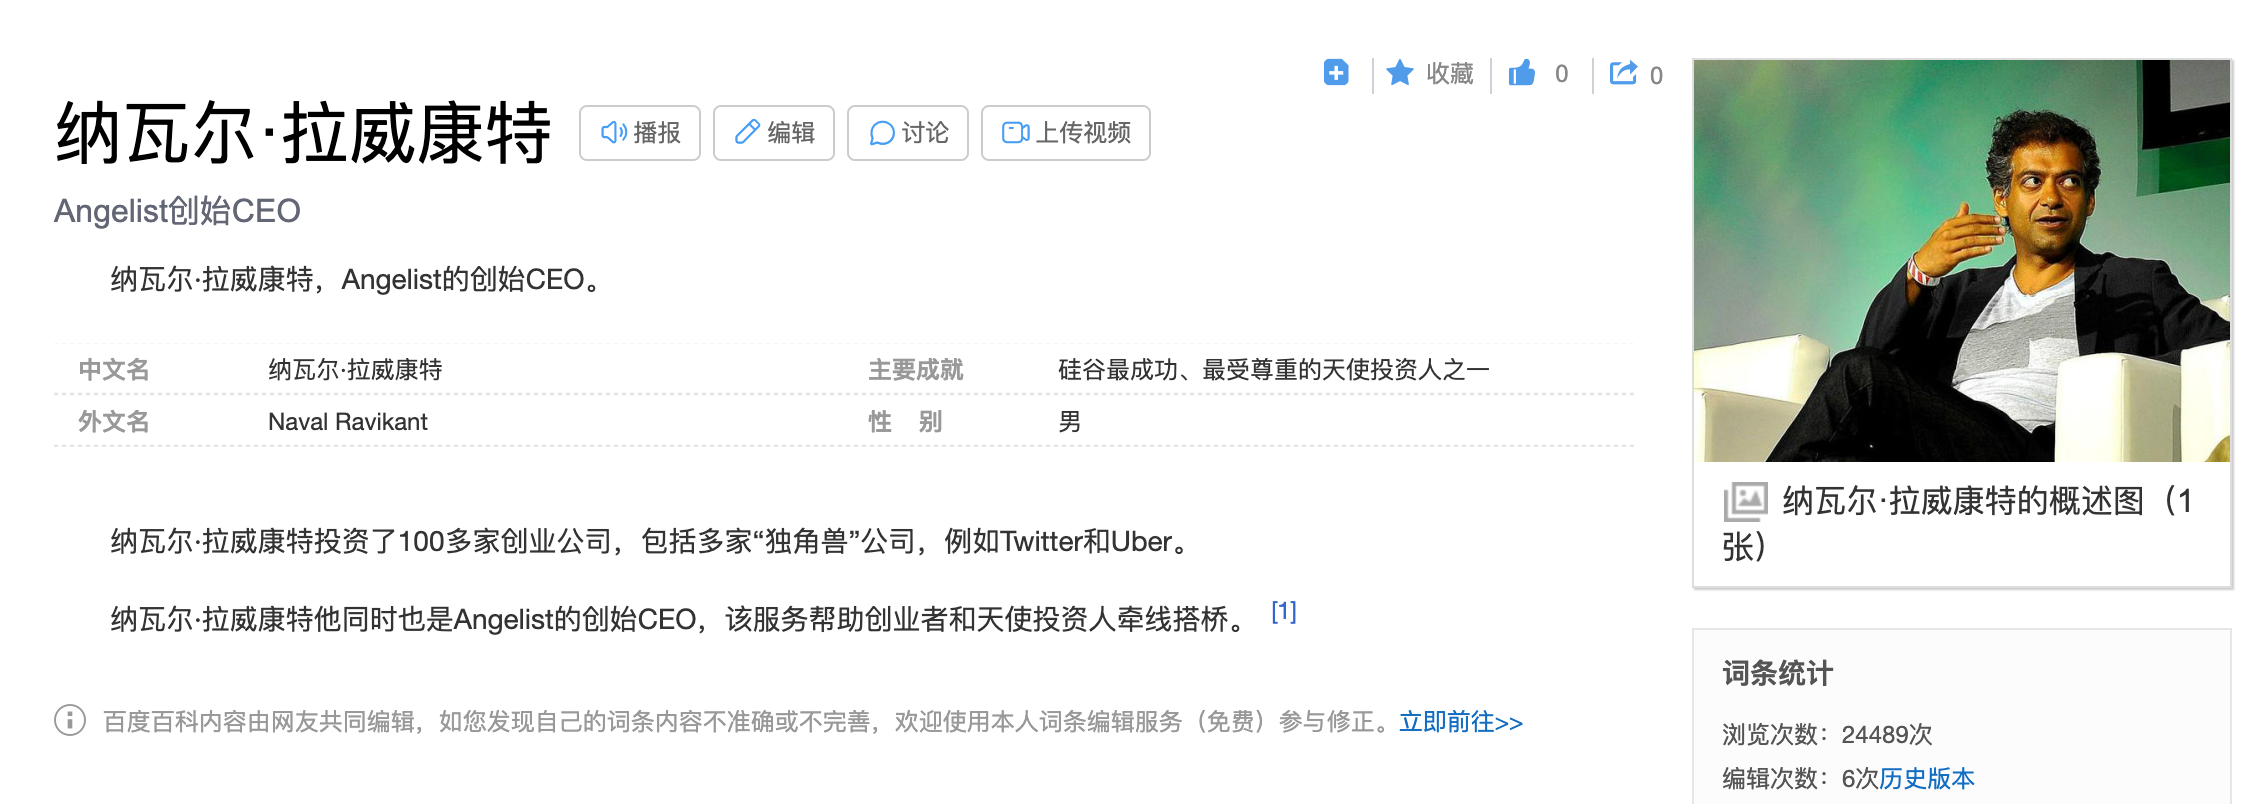 收藏 0 0
纳瓦尔·拉威康特 播报 编辑 讨论 上传视频
Angelist创始CEO
纳瓦尔·拉威康特，Angelist的创始CEO。
中文名 纳瓦尔·拉威康特 主要成就 硅谷最成功、最受尊重的天使投资人之一
外文名 Naval Ravikant 性 别 男
纳瓦尔·拉威康特投资了100多家创业公司，包括多家“独角兽”公司，例如Twitter和Uber。
纳瓦尔·拉威康特他同时也是Angelist的创始CEO，该服务帮助创业者和天使投资人牵线搭桥。 [1]
百度百科内容由网友共同编辑，如您发现自己的词条内容不准确或不完善，欢迎使用本人词条编辑服务（免费）参与修正。立即前往>>
纳瓦尔·拉威康特的概述图（1
张）
词条统计
浏览次数：24489次
编辑次数：6次历史版本